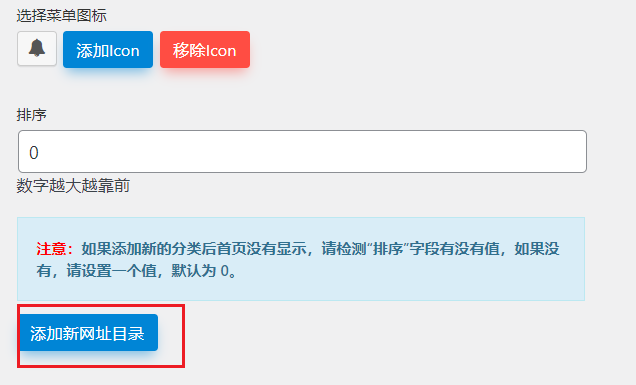 选择菜单图标
添加Icon 移除Icon
排序
0
数字越大越靠前
注意：如果添加新的分类后首页没有显示，请检测“排序”字段有没有值，如果没
有，请设置一个值，默认为 0。
添加新网址目录